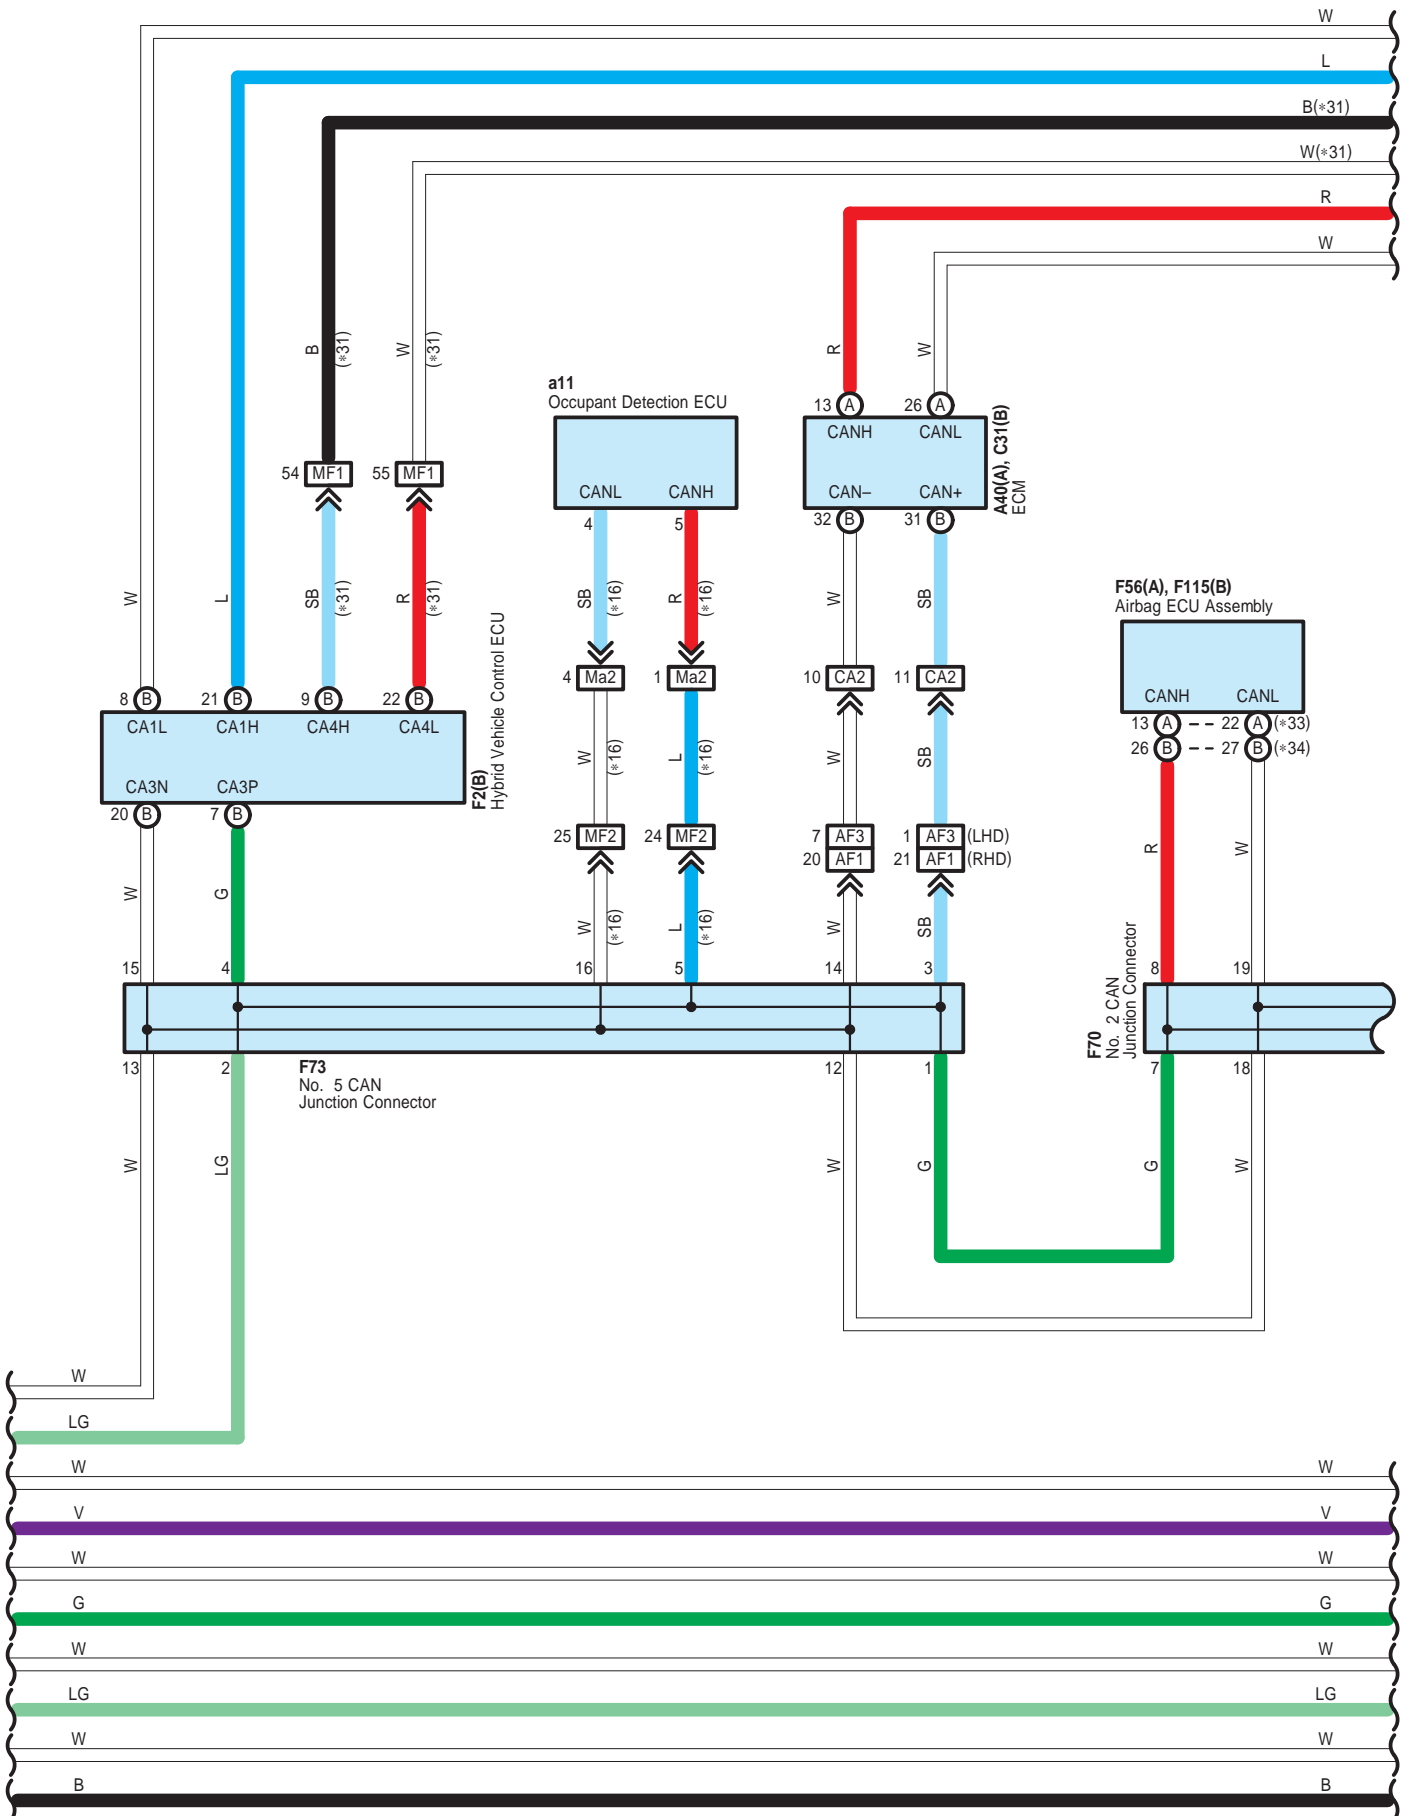 W
L
B(*31)
W(*31)
R
W
B
(*31)
W
(*31)
R
W
a11
Occupant Detection ECU
13 A 26 A
CANH CANL
A40(A), C31(B)
ECM
54 MF1 55 MF1
CANL CANH
CAN– CAN+
4 5
32 B 31 B
W
L
SB
(*31)
R
(*31)
SB
(*16)
R
(*16)
W
SB
F56(A), F115(B)
Airbag ECU Assembly
F2(B)
Hybrid Vehicle Control ECU
4 Ma2 1 Ma2
10 CA2 11 CA2
8 B 21 B 9 B 22 B
CA1L CA1H CA4H CA4L
CANH CANL
13 A 22 A (*33)
26 B 27 B (*34)
W
(*16)
L
(*16)
W
SB
CA3N CA3P
20 B 7 B
25 MF2 24 MF2
7 AF3 1 AF3 (LHD)
20 AF1 21 AF1 (RHD)
R
W
W
G
W
(*16)
L
(*16)
W
SB
15 4 16 5 14 3 8 19
F70
No. 2 CAN
Junction Connector
13 2
F73
No. 5 CAN
Junction Connector
12 1 7 18
W
LG
W
G
G
W
W
LG
W W
V V
W W
G G
W W
LG LG
W W
B B